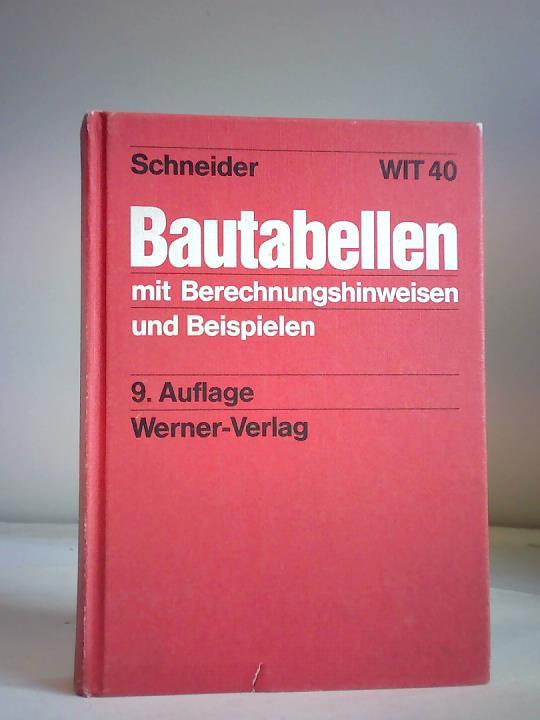 Schneider WIT 40
Bautabellen
mit Berechnungshinweisen
und Beispielen
9. Auflage
Werner-Verlag